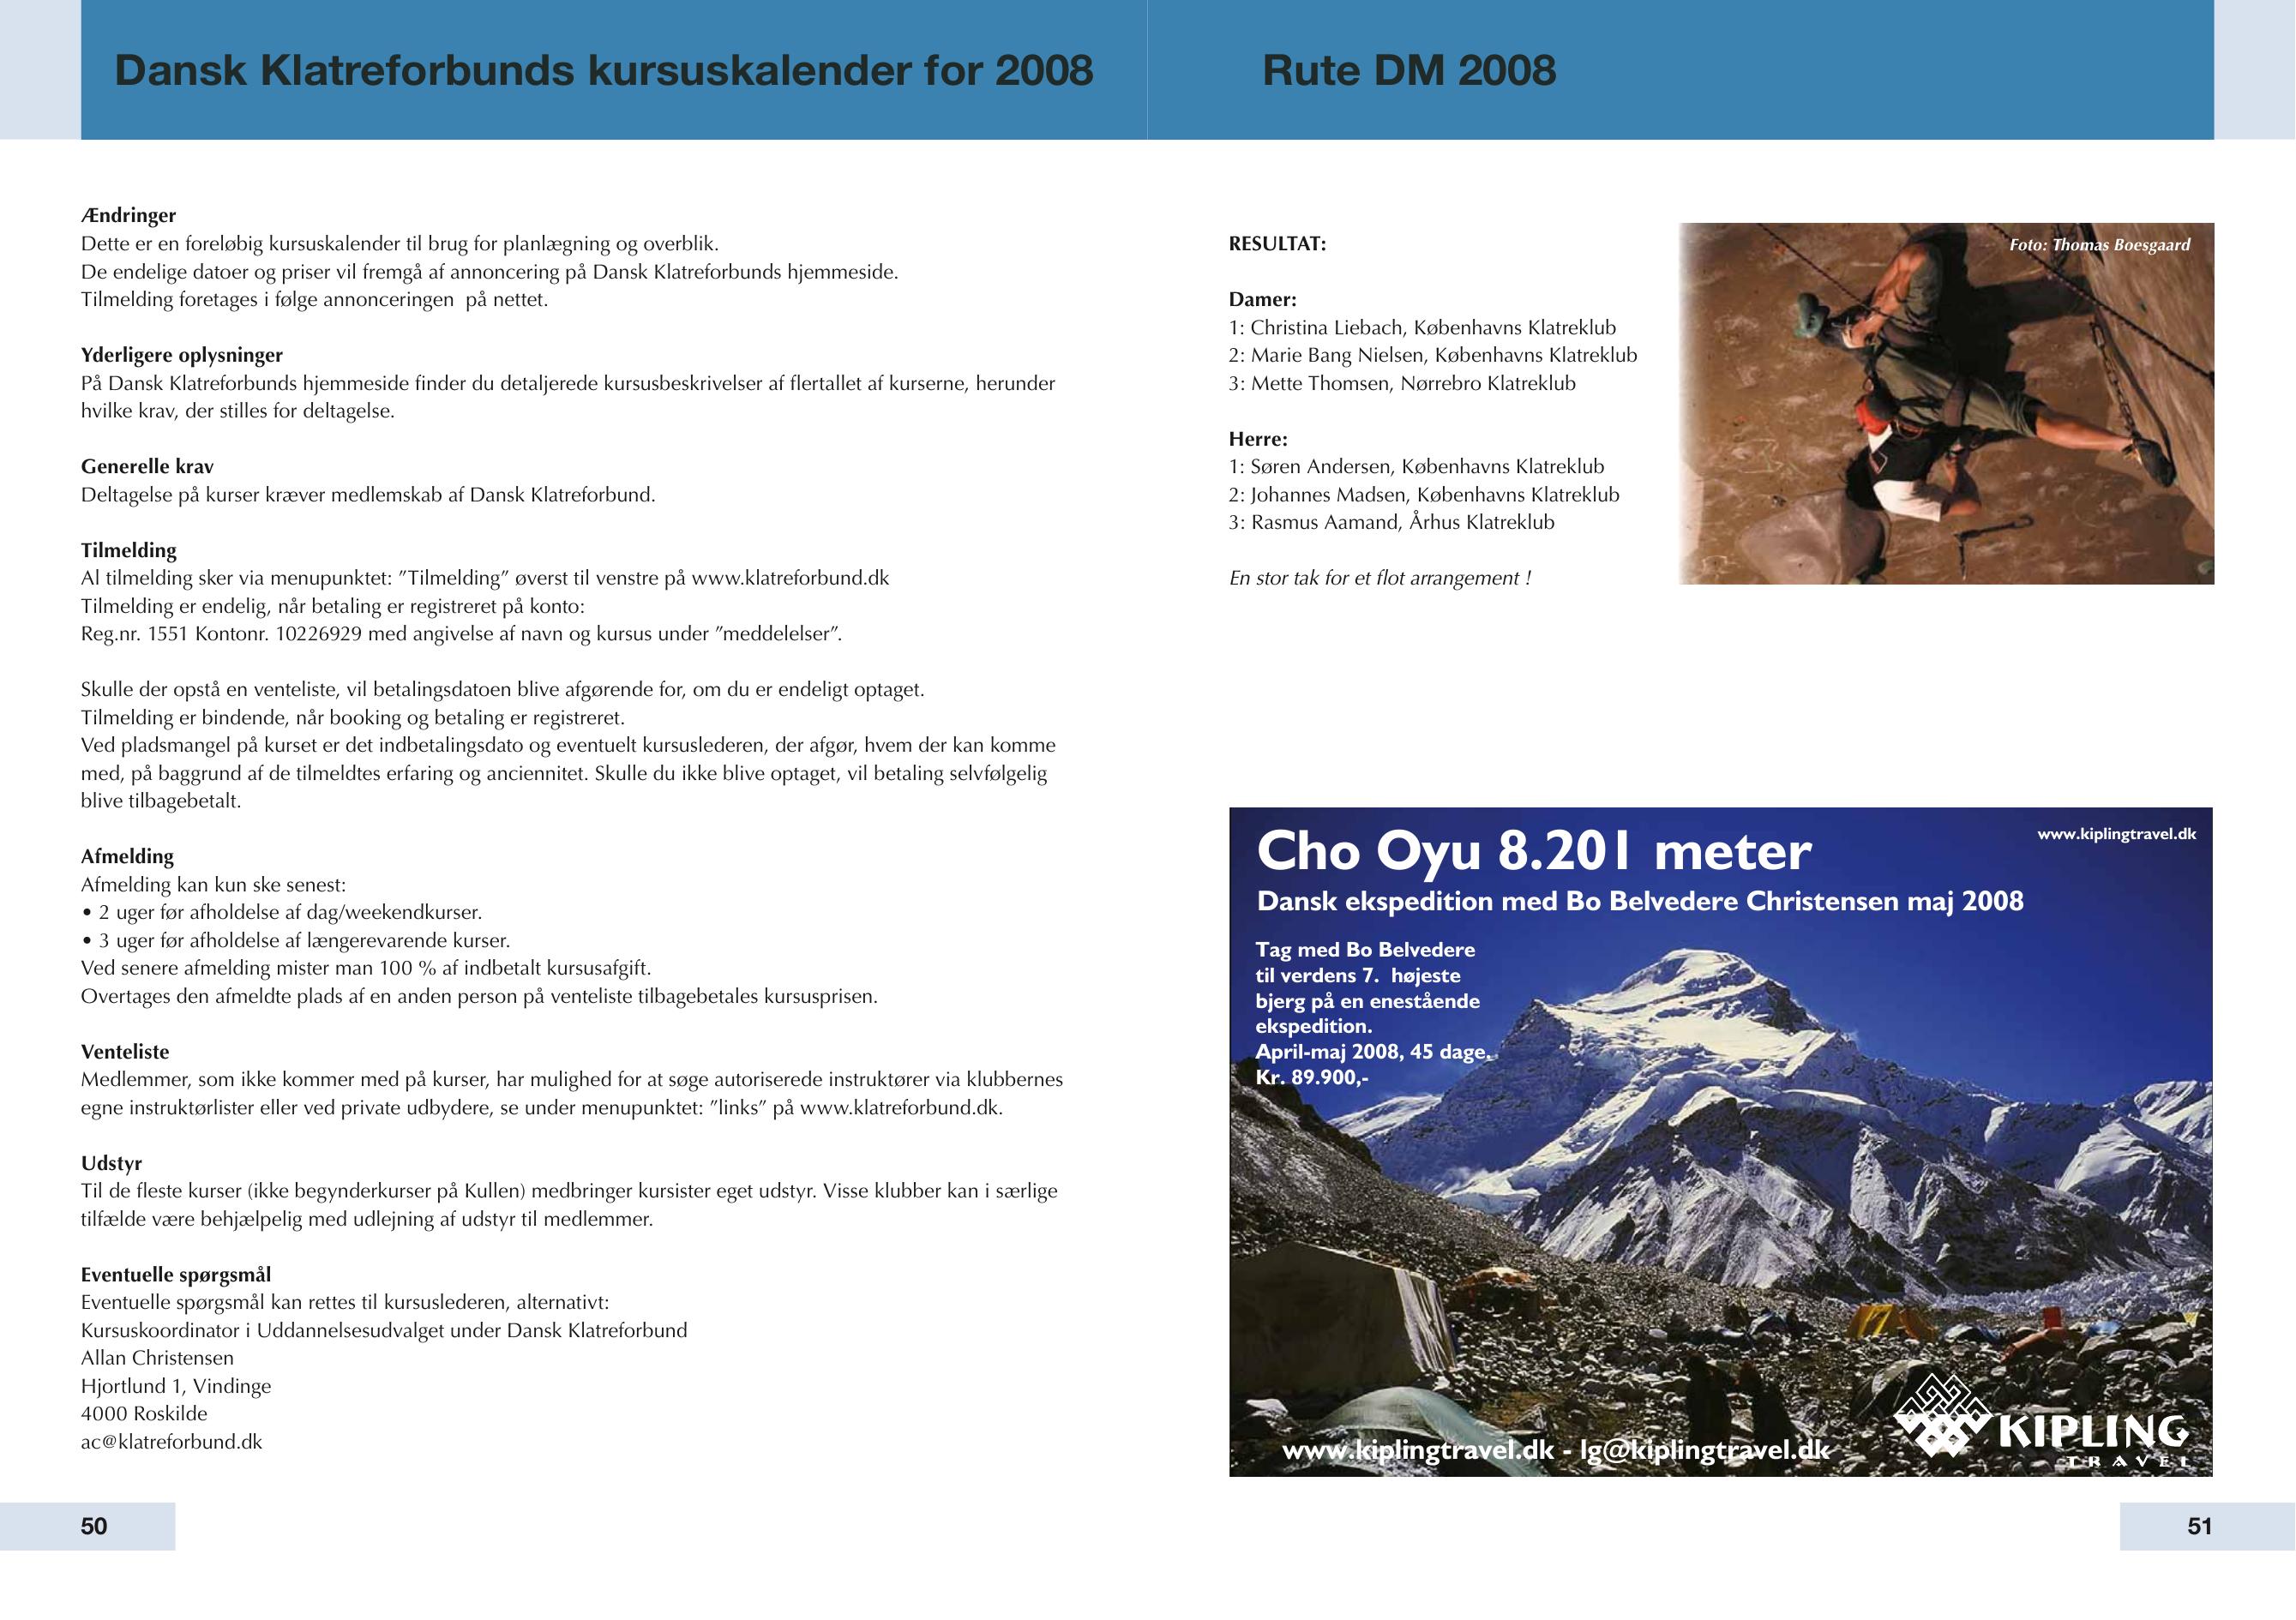 Dansk Klatreforbunds kursuskalender for 2008
Ændringer
Dette er en foreløbig kursuskalender til brug for planlægning og overblik.
De endelige datoer og priser vil fremgå af annoncering på Dansk Klatreforbunds hjemmeside.
Tilmelding foretages i følge annonceringen  på nettet.
Yderligere oplysninger
På Dansk Klatreforbunds hjemmeside finder du detaljerede kursusbeskrivelser af flertallet af kurserne, herunder
hvilke krav, der stilles for deltagelse.
Generelle krav
Deltagelse på kurser kræver medlemskab af Dansk Klatreforbund.
Tilmelding
Al tilmelding sker via menupunktet: ”Tilmelding” øverst til venstre på www.klatreforbund.dk
Tilmelding er endelig, når betaling er registreret på konto:
Reg.nr. 1551 Kontonr. 10226929 med angivelse af navn og kursus under ”meddelelser”.
Skulle der opstå en venteliste, vil betalingsdatoen blive afgørende for, om du er endeligt optaget.
Tilmelding er bindende, når booking og betaling er registreret.
Ved pladsmangel på kurset er det indbetalingsdato og eventuelt kursuslederen, der afgør, hvem der kan komme
med, på baggrund af de tilmeldtes erfaring og anciennitet. Skulle du ikke blive optaget, vil betaling selvfølgelig
blive tilbagebetalt.
Afmelding
Afmelding kan kun ske senest:
• 2 uger før afholdelse af dag/weekendkurser.
• 3 uger før afholdelse af længerevarende kurser.
Ved senere afmelding mister man 100 % af indbetalt kursusafgift.
Overtages den afmeldte plads af en anden person på venteliste tilbagebetales kursusprisen.
Venteliste
Medlemmer, som ikke kommer med på kurser, har mulighed for at søge autoriserede instruktører via klubbernes
egne instruktørlister eller ved private udbydere, se under menupunktet: ”links” på www.klatreforbund.dk.
Udstyr
Til de fleste kurser (ikke begynderkurser på Kullen) medbringer kursister eget udstyr. Visse klubber kan i særlige
tilfælde være behjælpelig med udlejning af udstyr til medlemmer.
Eventuelle spørgsmål
Eventuelle spørgsmål kan rettes til kursuslederen, alternativt:
Kursuskoordinator i Uddannelsesudvalget under Dansk Klatreforbund
Allan Christensen
Hjortlund 1, Vindinge
4000 Roskilde
ac@klatreforbund.dk
50
Rute DM 2008
RESULTAT:
Damer:
1: Christina Liebach, Københavns Klatreklub
2: Marie Bang Nielsen, Københavns Klatreklub
3: Mette Thomsen, Nørrebro Klatreklub
Herre:
1: Søren Andersen, Københavns Klatreklub
2: Johannes Madsen, Københavns Klatreklub
3: Rasmus Aamand, Århus Klatreklub
En stor tak for et flot arrangement !
Foto: Thomas Boesgaard
Cho Oyu 8.201 meter
www.kiplingtravel.dk
Dansk ekspedition med Bo Belvedere Christensen maj 2008
Tag med Bo Belvedere
til verdens 7.  højeste
bjerg på en enestående
ekspedition.
April-maj 2008, 45 dage.
Kr. 89.900,-
www.kiplingtravel.dk - lg@kiplingtravel.dk
KIPLING
TRAVEL
51